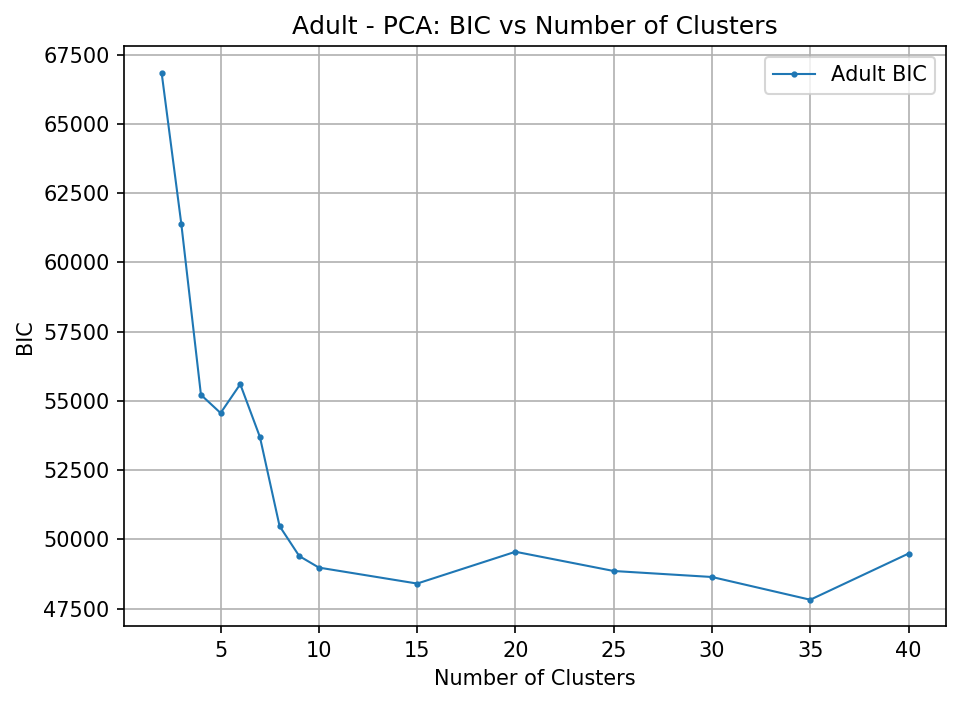 Adult - PCA: BIC vs Number of Clusters
Adult BIC
BIC
67500
65000
62500
60000
57500
55000
52500
50000
47500
5 10 15 20 25 30 35 40
Number of Clusters